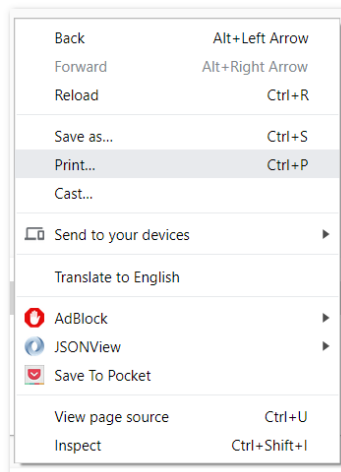 Back Alt+Left Arrow
Forward Alt+Right Arrow
Reload Ctrl+R
Save as... Ctrl+S
Print... Ctrl+P
Cast...
Send to your devices
Translate to English
AdBlock
JSONView
Save To Pocket
View page source Ctrl+U
Inspect Ctrl+Shift+I